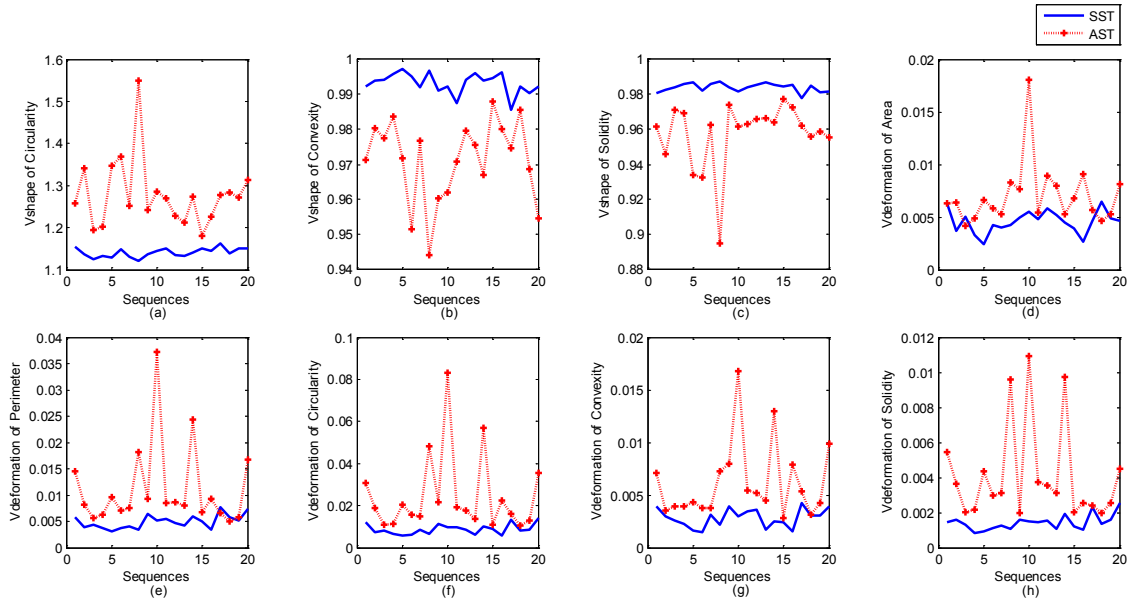 SST
AST
Vshape of Circularity
1.6
1.5
1.4
1.3
1.2
1.1
0 5 10 15 20
Sequences
(a)
Vshape of Convexity
1
0.99
0.98
0.97
0.96
0.95
0.94
0 5 10 15 20
Sequences
(b)
Vshape of Solidity
1
0.98
0.96
0.94
0.92
0.9
0.88
0 5 10 15 20
Sequences
(c)
Vdeformation of Area
0.02
0.015
0.01
0.005
0
0 5 10 15 20
Sequences
(d)
Vdeformation of Perimeter
0.04
0.035
0.03
0.025
0.02
0.015
0.01
0.005
0
0 5 10 15 20
Sequences
(e)
Vdeformation of Circularity
0.1
0.08
0.06
0.04
0.02
0
0 5 10 15 20
Sequences
(f)
Vdeformation of Convexity
0.02
0.015
0.01
0.005
0
0 5 10 15 20
Sequences
(g)
Vdeformation of Solidity
0.012
0.01
0.008
0.006
0.004
0.002
0
0 5 10 15 20
Sequences
(h)